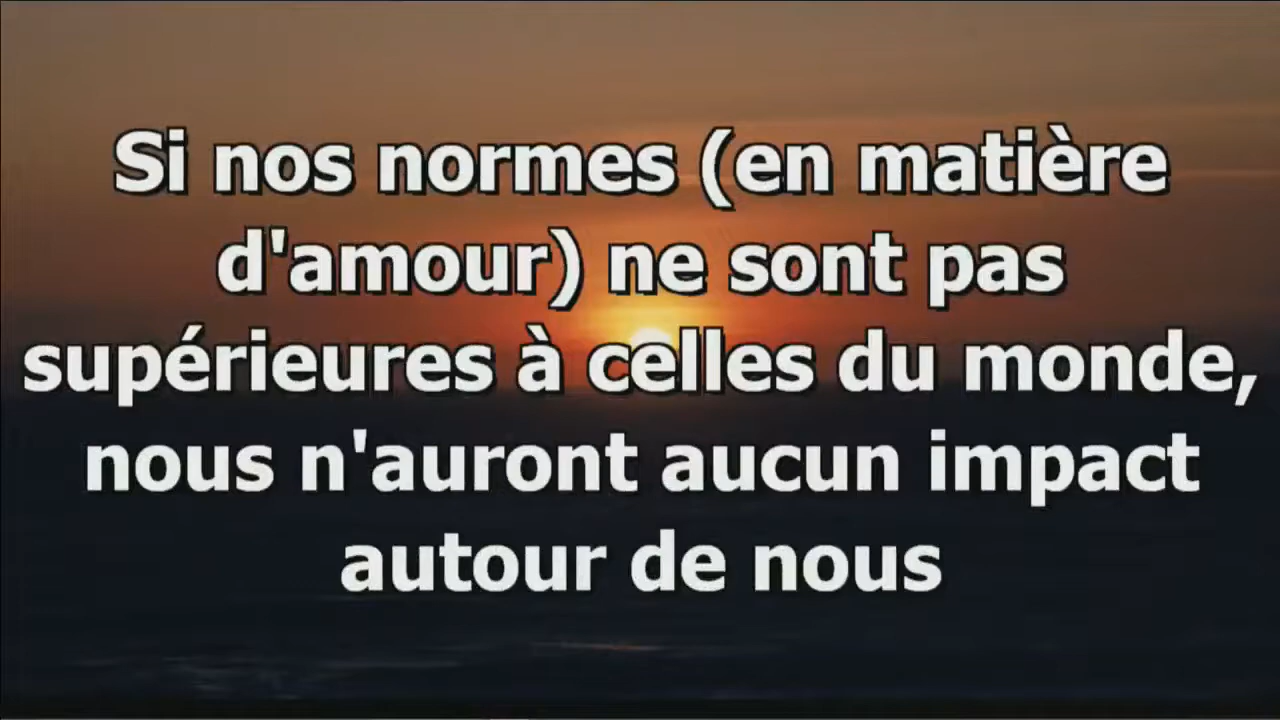 Si nos normes (en matière
d'amour) ne sont pas
supérieures à celles du monde,
nous n'auront aucun impact
autour de nous